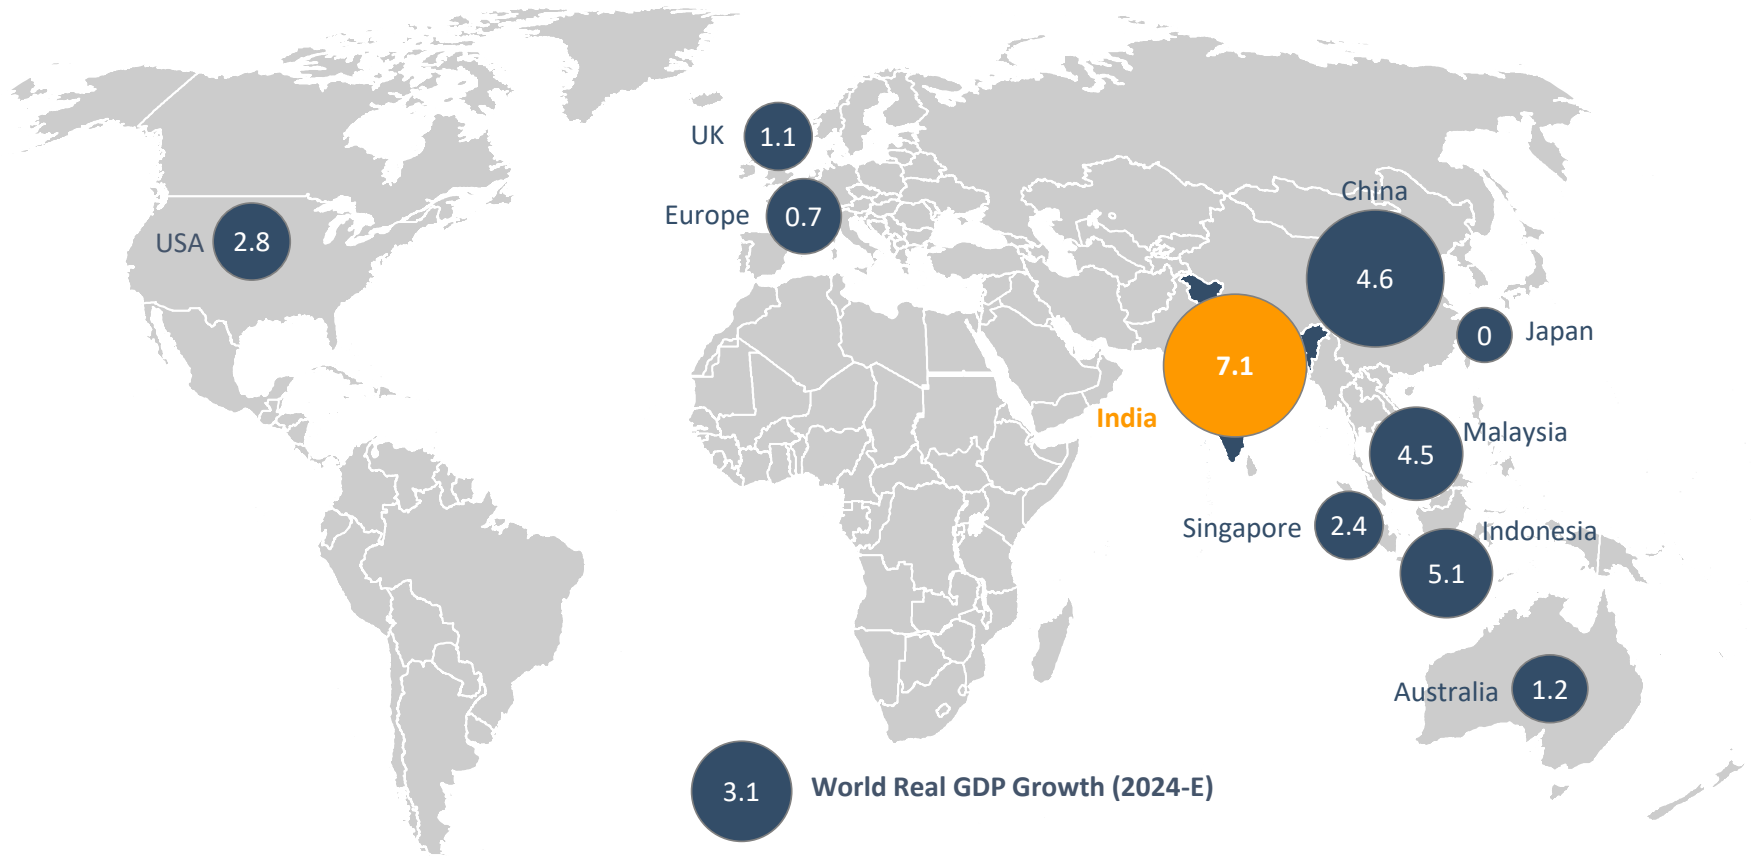 UK
1.1
Europe
0.7
USA
2.8
China
4.6
0
Japan
7.1
India
Malaysia
4.5
Singapore
2.4
Indonesia
5.1
Australia
1.2
3.1
World Real GDP Growth (2024-E)